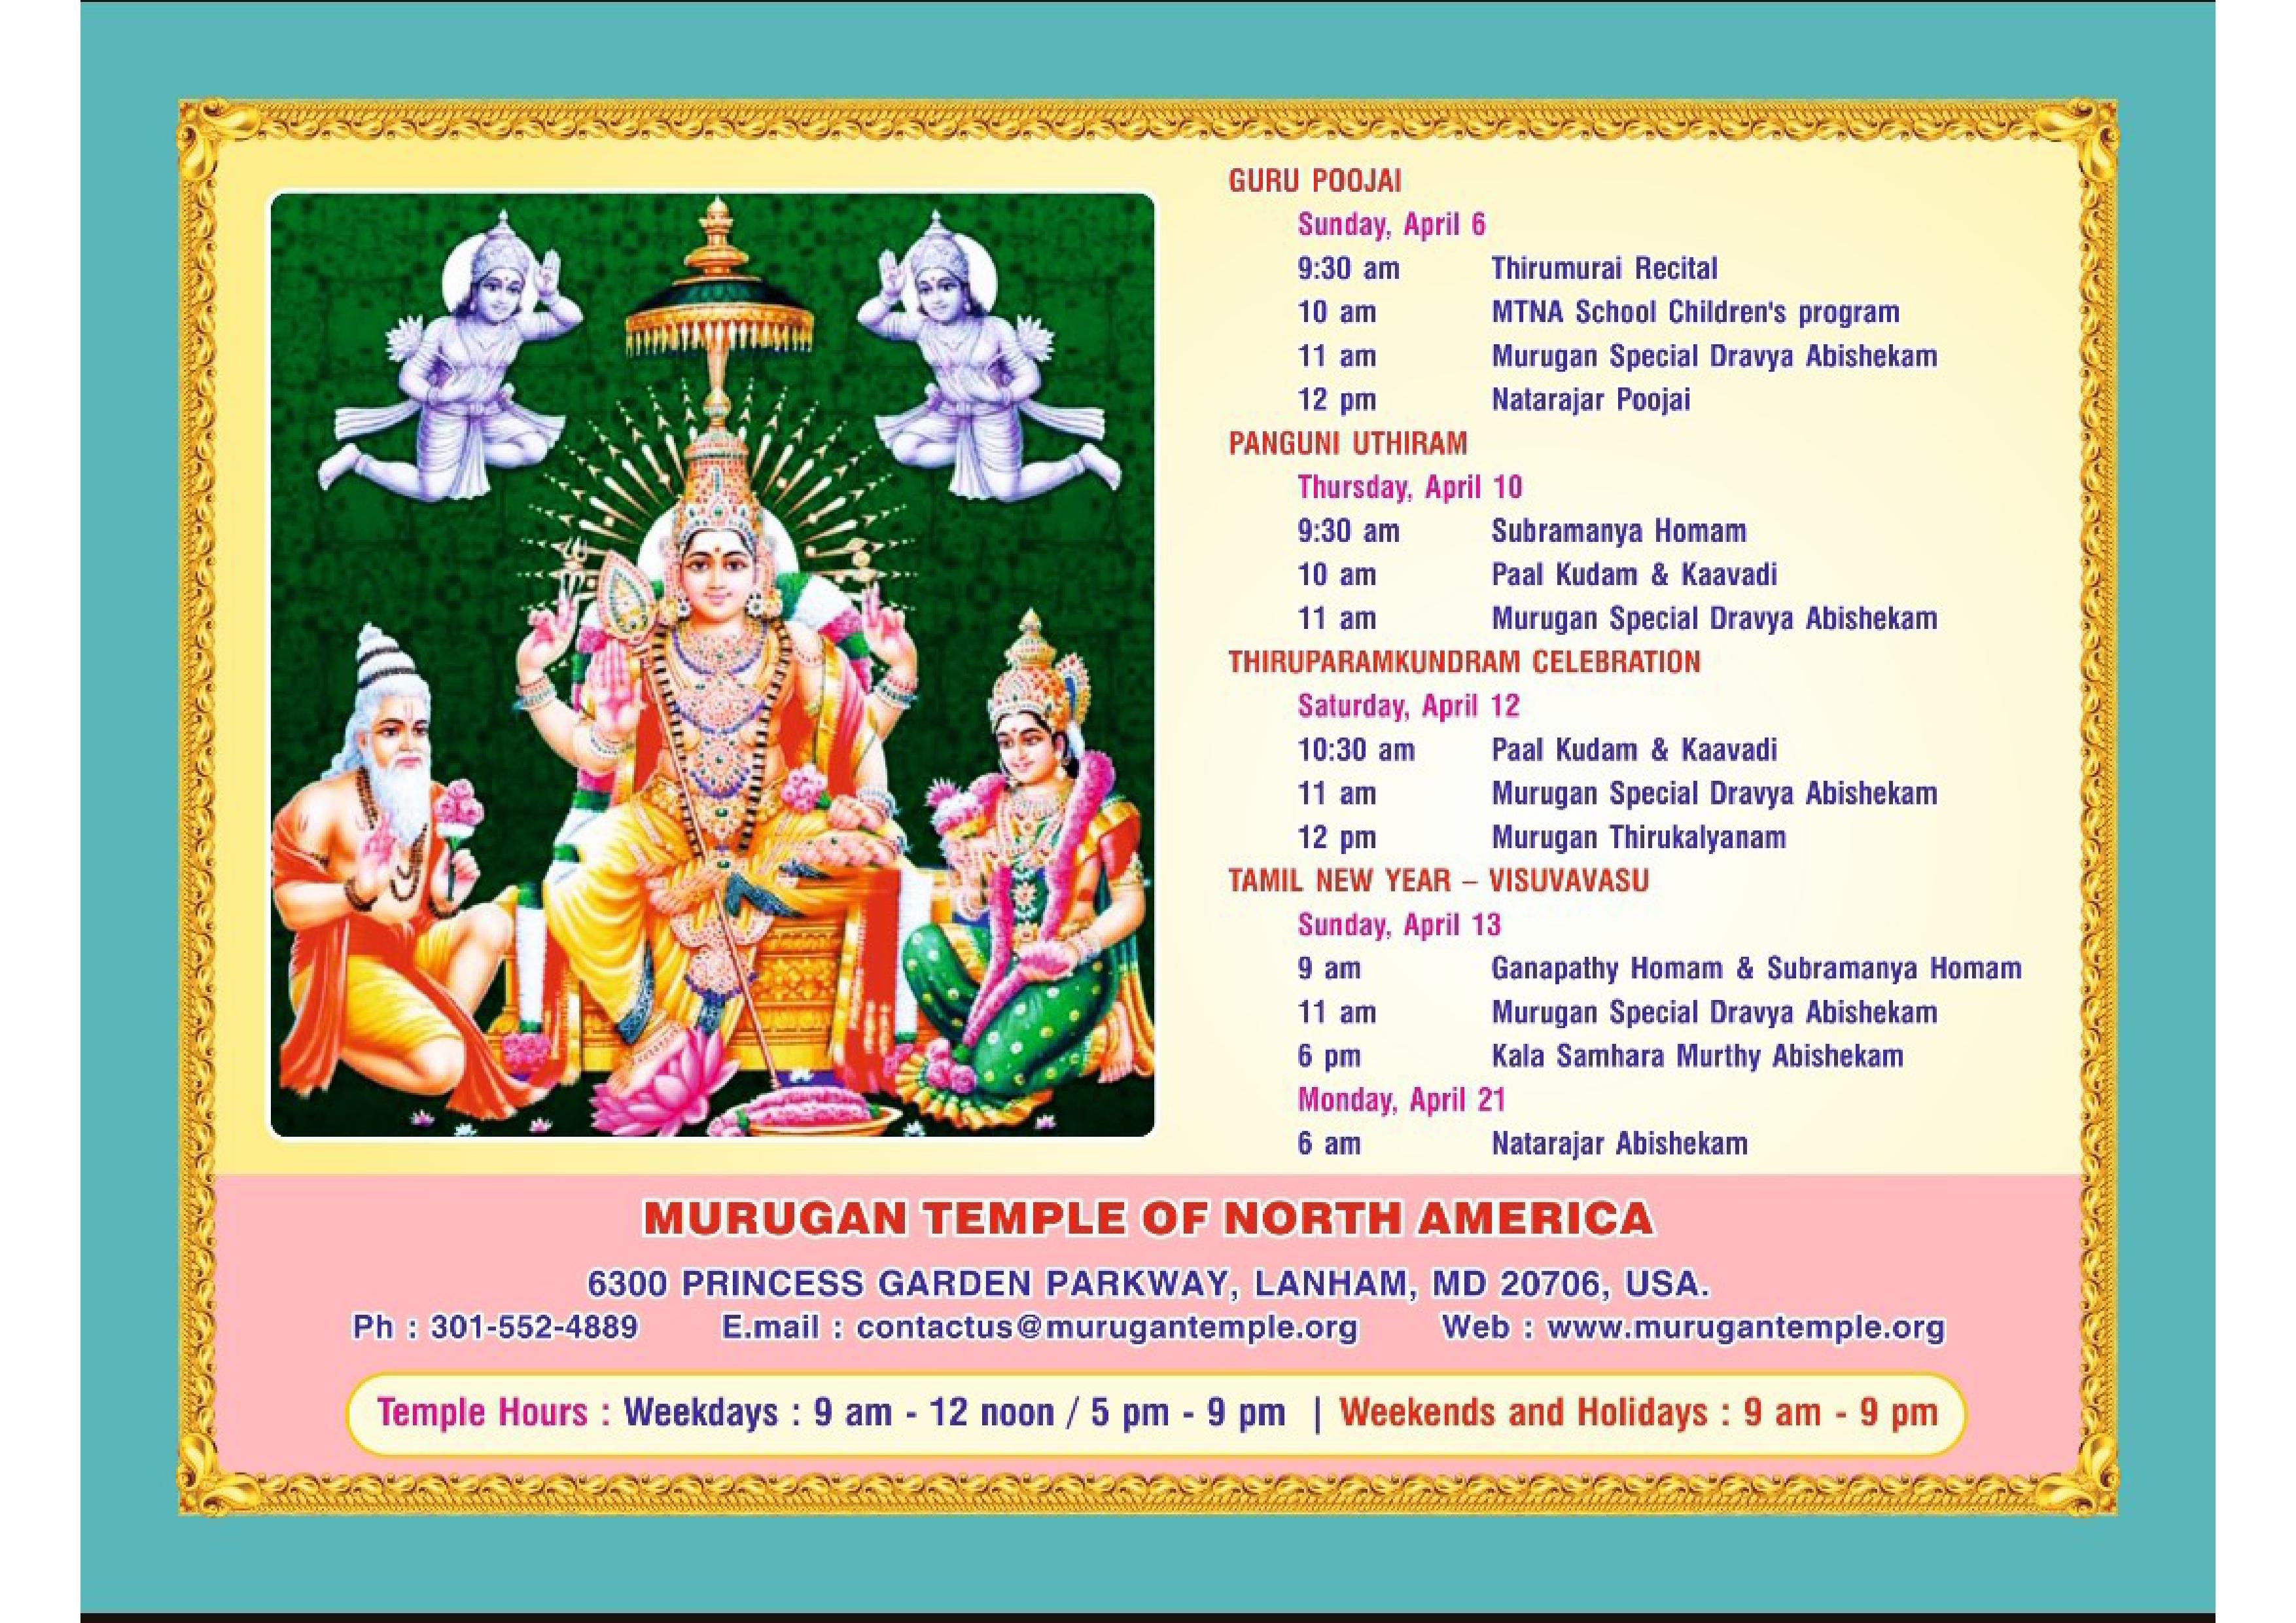 GURU POOJAI
Sunday, April 6
9:30 am Thirumurai Recital
10 am MTNA School Children's program
11 am Murugan Special Dravya Abishekam
12 pm Natarajar Poojai
PANGUNI UTHIRAM
Thursday, April 10
9:30 am Subramanya Homam
10 am Paal Kudam & Kaavadi
11 am Murugan Special Dravya Abishekam
THIRUPARAMKUNDRAM CELEBRATION
Saturday, April 12
10:30 am Paal Kudam & Kaavadi
11 am Murugan Special Dravya Abishekam
12 pm Murugan Thirukalyanam
TAMIL NEW YEAR – VISUVAVASU
Sunday, April 13
9 am Ganapathy Homam & Subramanya Homam
11 am Murugan Special Dravya Abishekam
6 pm Kala Samhara Murthy Abishekam
Monday, April 21
6 am Natarajar Abishekam
MURUGAN TEMPLE OF NORTH AMERICA
6300 PRINCESS GARDEN PARKWAY, LANHAM, MD 20706, USA.
Ph : 301-552-4889 E.mail : contactus@murugantemple.org Web : www.murugantemple.org
Temple Hours : Weekdays : 9 am - 12 noon / 5 pm - 9 pm | Weekends and Holidays : 9 am - 9 pm